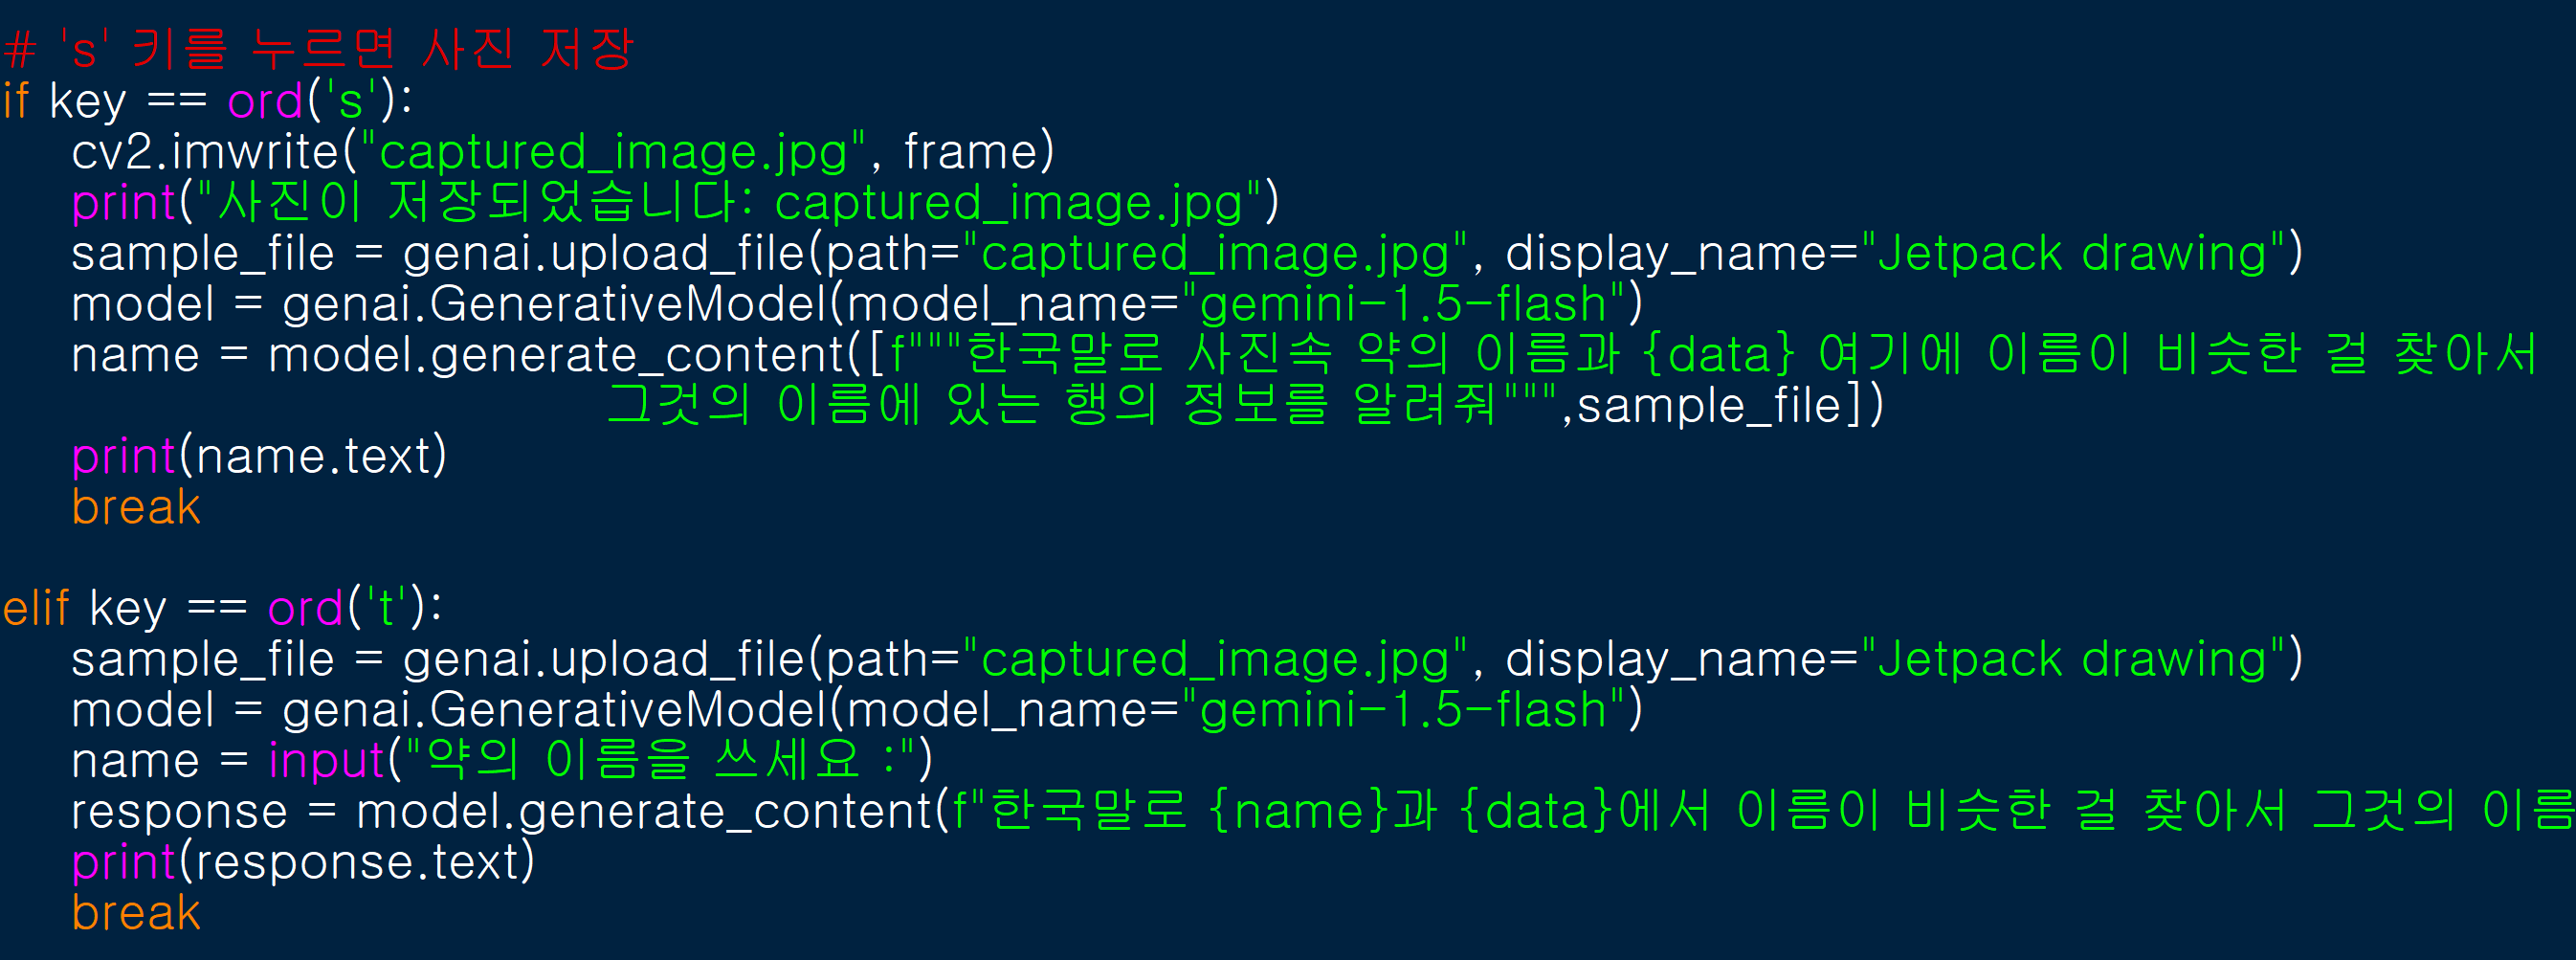 # 's' 키를 누르면 사진 저장
if key == ord('s'):
    cv2.imwrite("captured_image.jpg", frame)
    print("사진이 저장되었습니다: captured_image.jpg")
    sample_file = genai.upload_file(path="captured_image.jpg", display_name="Jetpack drawing")
    model = genai.GenerativeModel(model_name="gemini-1.5-flash")
    name = model.generate_content([f"""한국말로 사진속 약의 이름과 {data} 여기에 이름이 비슷한 걸 찾아서
                                    그것의 이름에 있는 행의 정보를 알려줘""",sample_file])
    print(name.text)
    break
elif key == ord('t'):
    sample_file = genai.upload_file(path="captured_image.jpg", display_name="Jetpack drawing")
    model = genai.GenerativeModel(model_name="gemini-1.5-flash")
    name = input("약의 이름을 쓰세요 :")
    response = model.generate_content(f"한국말로 {name}과 {data}에서 이름이 비슷한 걸 찾아서 그것의 이름
    print(response.text)
    break